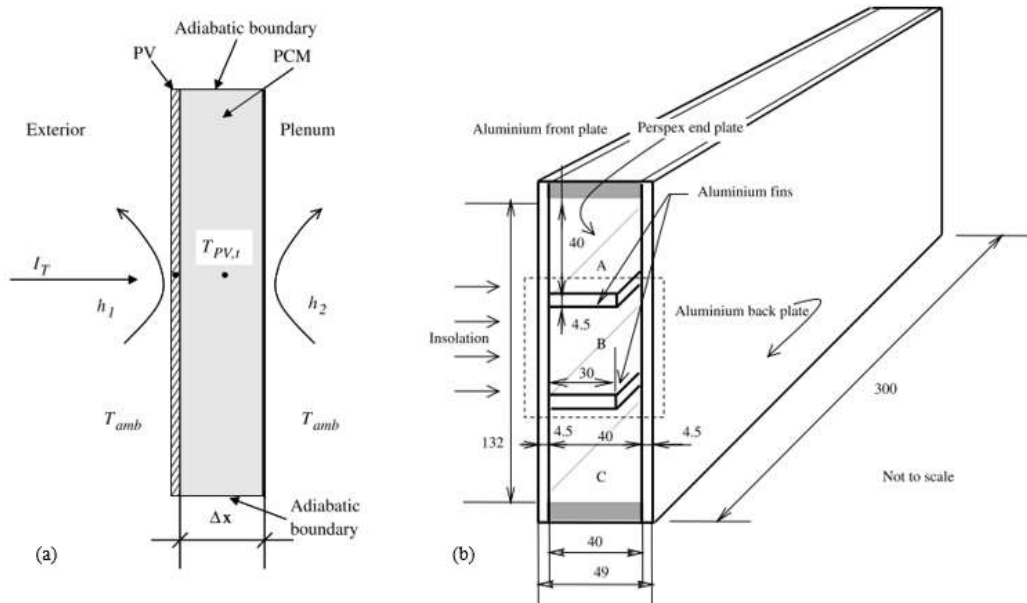 Adiabatic boundary
PV
PCM
Exterior
Plenum
T_PV,t
I_T
h_1
h_2
T_amb
T_amb
Adiabatic
boundary
Δx
(a)
Aluminium front plate
Perspex end plate
Aluminium fins
40
A
4.5
Insolation
B
Aluminium back plate
30
300
132
4.5
40
4.5
C
Not to scale
40
49
(b)